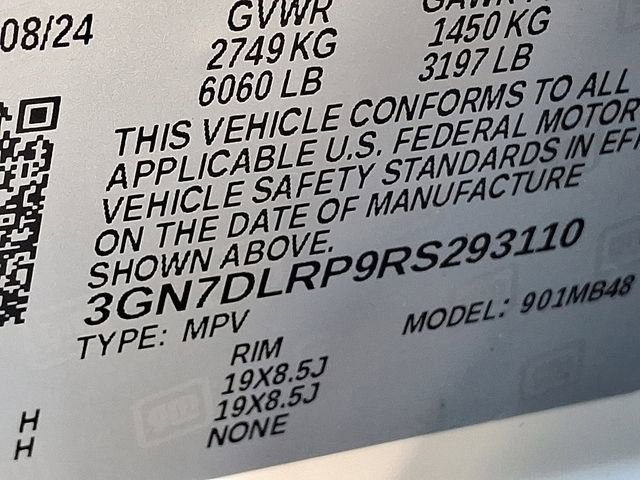 08/24
GVWR
2749 KG
6060 LB
1450 KG
3197 LB
THIS VEHICLE CONFORMS TO ALL
APPLICABLE U.S. FEDERAL MOTOR
VEHICLE SAFETY STANDARDS IN EFF
ON THE DATE OF MANUFACTURE
SHOWN ABOVE.
3GN7DLRP9RS293110
TYPE: MPV
MODEL: 901MB48
RIM
19X8.5J
H 19X8.5J
H NONE
gm